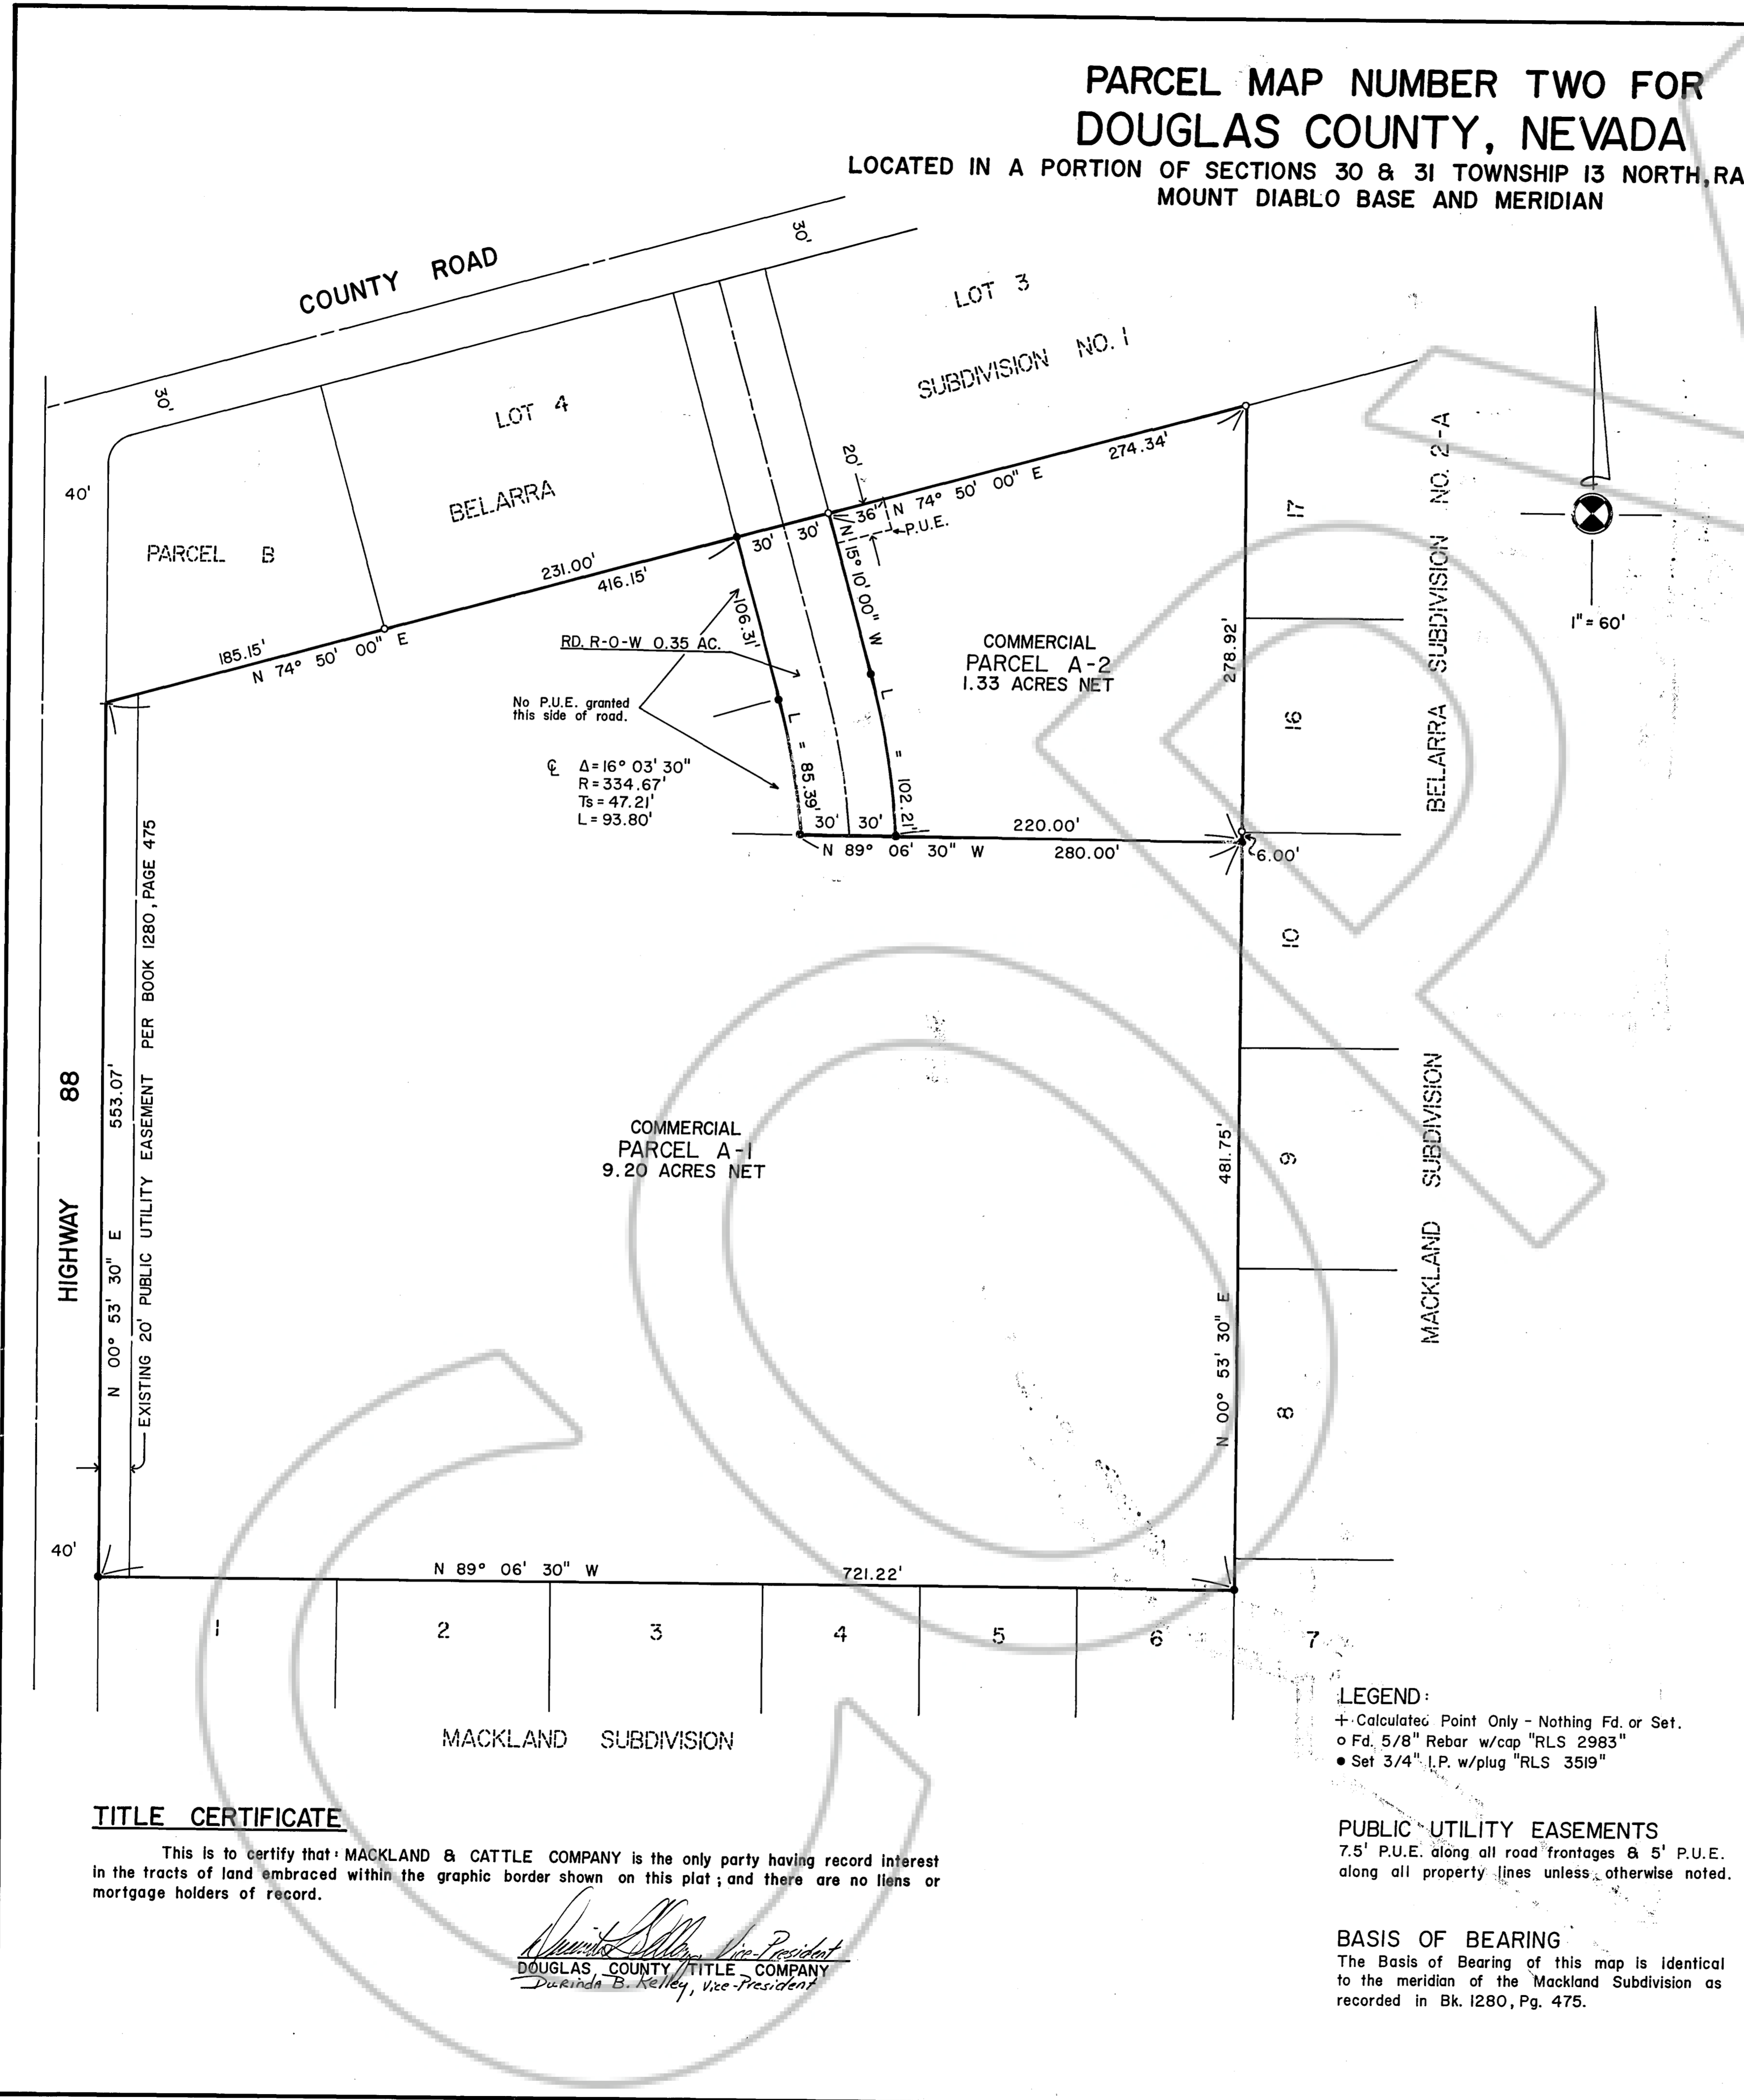 PARCEL MAP NUMBER TWO FOR
DOUGLAS COUNTY, NEVADA
LOCATED IN A PORTION OF SECTIONS 30 & 31 TOWNSHIP 13 NORTH, RA
MOUNT DIABLO BASE AND MERIDIAN
COUNTY ROAD
30'
30'
40'
LOT 3
SUBDIVISION NO. 1
LOT 4
BELARRA
PARCEL B
274.34'
N 74° 50' 00" E
20'
36'
P.U.E.
30' 30'
231.00'
416.15'
185.15'
N 74° 50' 00" E
N 15° 10' 00" W
106.31'
RD. R-O-W 0.35 AC.
No P.U.E. granted
this side of road.
℄ Δ=16° 03' 30"
R=334.67'
Ts=47.21'
L=93.80'
L = 85.39'
L = 102.21'
30' 30'
220.00'
N 89° 06' 30" W 280.00'
6.00'
COMMERCIAL
PARCEL A-2
1.33 ACRES NET
278.92'
17
16
10
9
8
BELARRA SUBDIVISION NO. 2-A
MACKLAND SUBDIVISION
1"=60'
HIGHWAY 88
N 00° 53' 30" E 553.07'
EXISTING 20' PUBLIC UTILITY EASEMENT PER BOOK 1280, PAGE 475
COMMERCIAL
PARCEL A-1
9.20 ACRES NET
N 00° 53' 30" E 481.75'
40'
N 89° 06' 30" W 721.22'
1 2 3 4 5 6 7
MACKLAND SUBDIVISION
LEGEND:
+ Calculated Point Only - Nothing Fd. or Set.
○ Fd. 5/8" Rebar w/cap "RLS 2983"
● Set 3/4" I.P. w/plug "RLS 3519"
TITLE CERTIFICATE
This is to certify that: MACKLAND & CATTLE COMPANY is the only party having record interest
in the tracts of land embraced within the graphic border shown on this plat; and there are no liens or
mortgage holders of record.
Vice-President
DOUGLAS COUNTY TITLE COMPANY
Durinda B. Kelley, Vice-President
PUBLIC UTILITY EASEMENTS
7.5' P.U.E. along all road frontages & 5' P.U.E.
along all property lines unless otherwise noted.
BASIS OF BEARING
The Basis of Bearing of this map is identical
to the meridian of the Mackland Subdivision as
recorded in Bk. 1280, Pg. 475.
COP